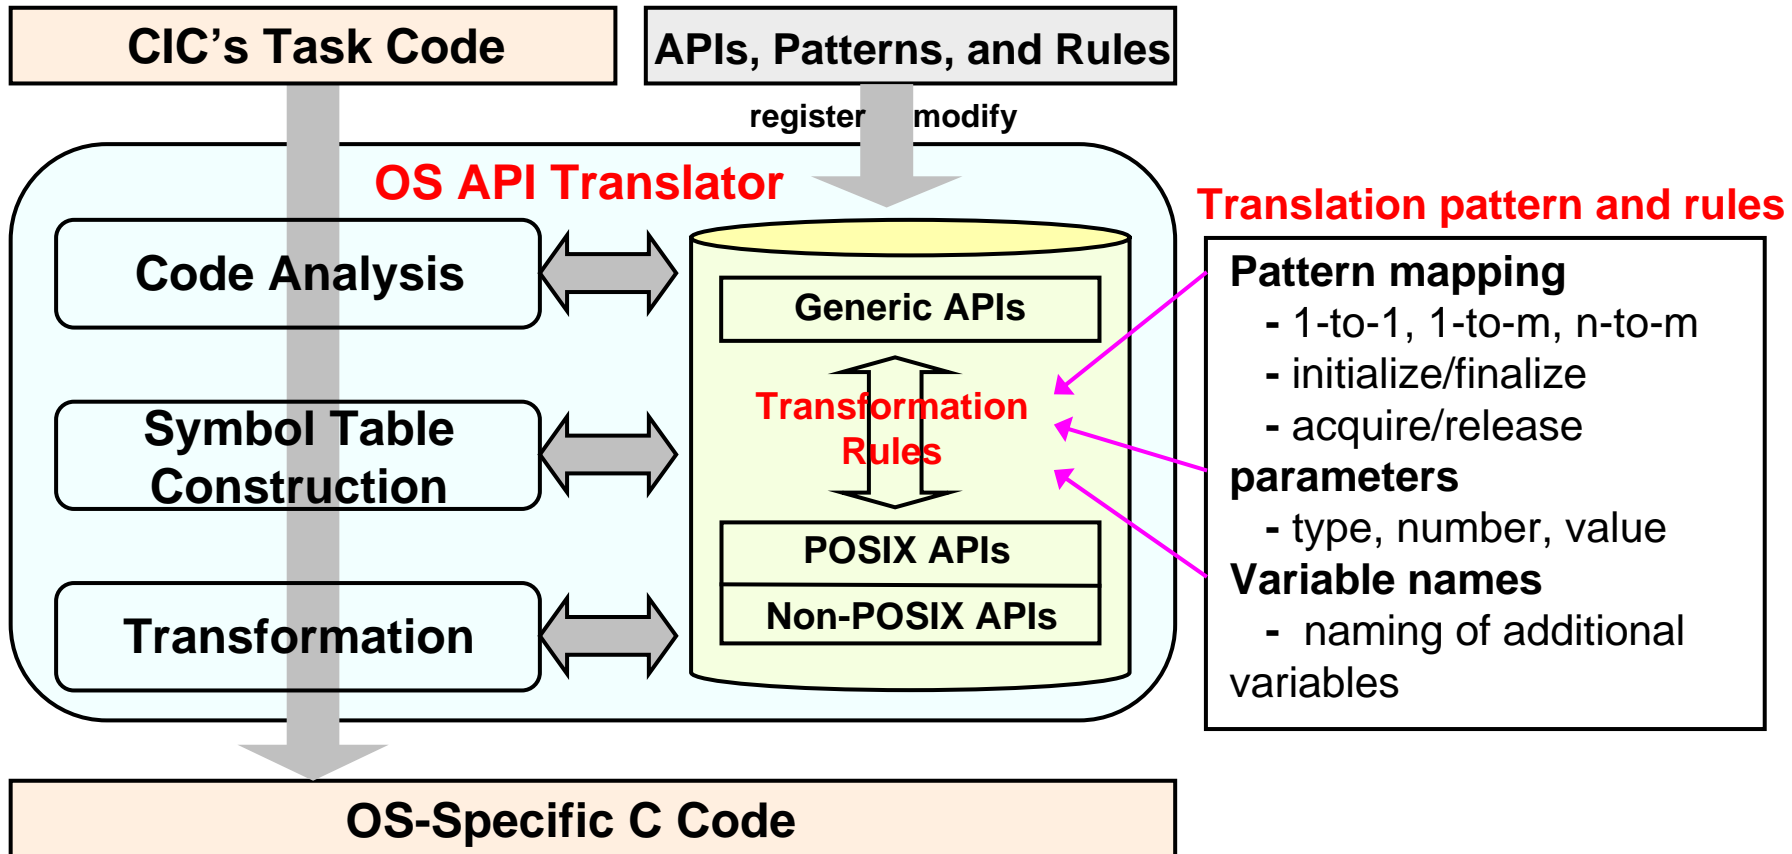 CIC's Task Code
APIs, Patterns, and Rules
register modify
OS API Translator
Code Analysis
Symbol Table
Construction
Transformation
Generic APIs
Transformation
Rules
POSIX APIs
Non-POSIX APIs
Translation pattern and rules
Pattern mapping
- 1-to-1, 1-to-m, n-to-m
- initialize/finalize
- acquire/release
parameters
- type, number, value
Variable names
- naming of additional
variables
OS-Specific C Code